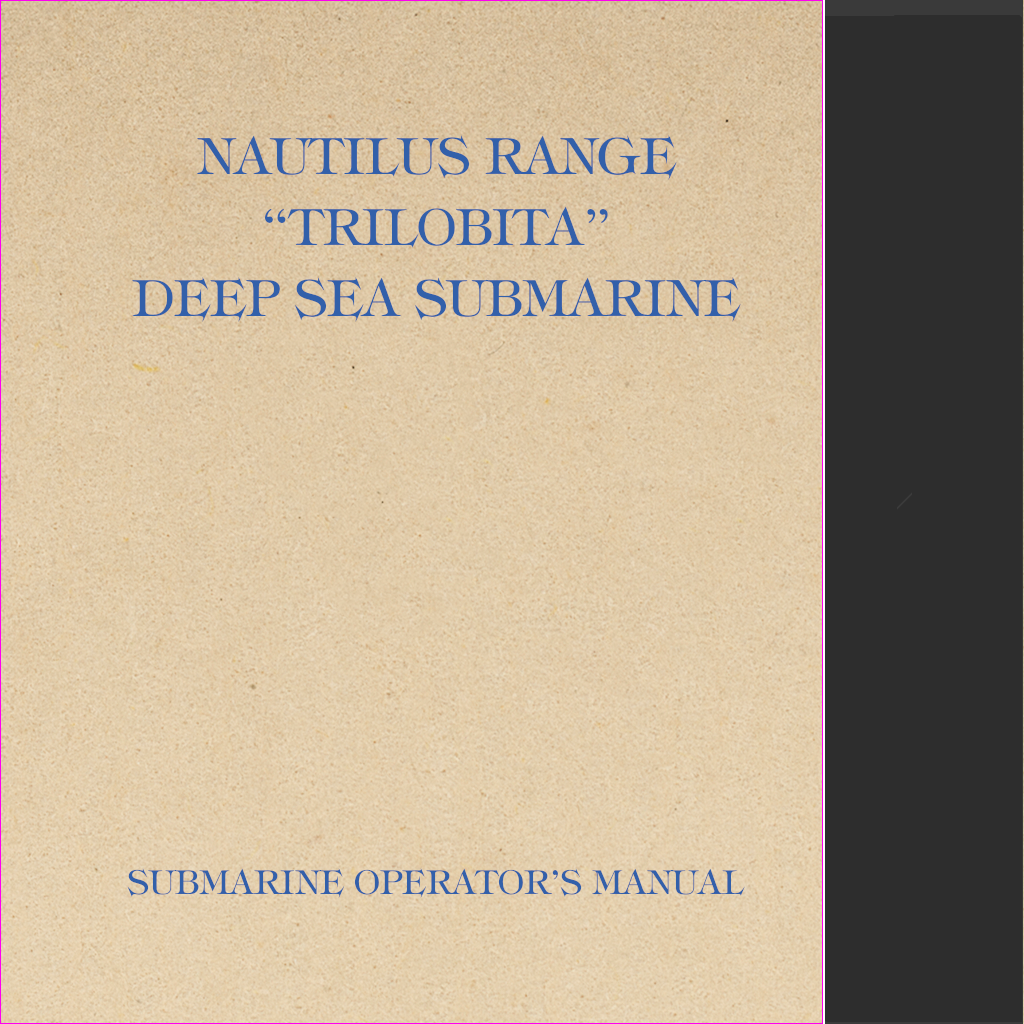 NAUTILUS RANGE
“TRILOBITA”
DEEP SEA SUBMARINE
SUBMARINE OPERATOR’S MANUAL